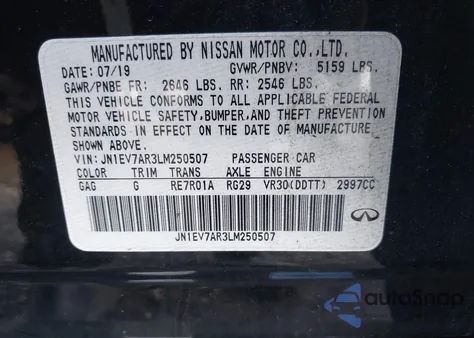 MANUFACTURED BY NISSAN MOTOR CO.,LTD.
DATE: 07/19 GVWR/PNBV: 5159 LBS.
GAWR/PNBE FR: 2646 LBS. RR: 2546 LBS.
THIS VEHICLE CONFORMS TO ALL APPLICABLE FEDERAL
MOTOR VEHICLE SAFETY,BUMPER,AND THEFT PREVENTION
STANDARDS IN EFFECT ON THE DATE OF MANUFACTURE
SHOWN ABOVE.
VIN: JN1EV7AR3LM250507 PASSENGER CAR
COLOR TRIM TRANS AXLE ENGINE
GAG G RE7R01A RG29 VR30(DDTT) 2997CC
JN1EV7AR3LM250507
autoSnap